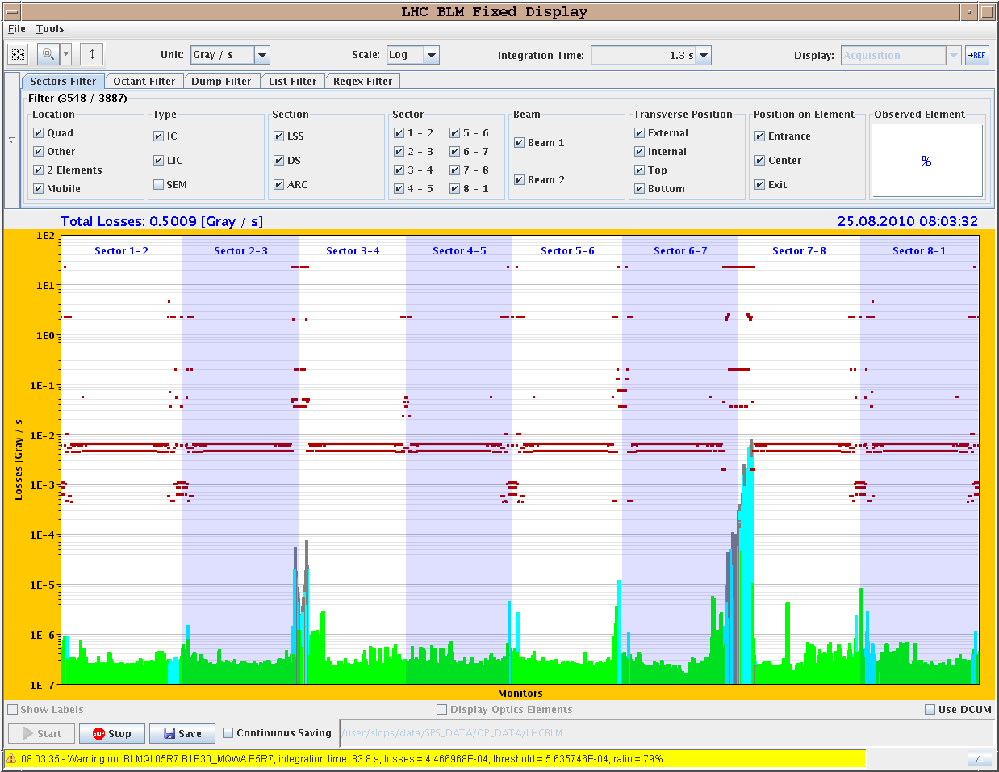 LHC BLM Fixed Display
File Tools
Unit: Gray / s Scale: Log Integration Time: 1.3 s Display: Acquisition →REF
Sectors Filter Octant Filter Dump Filter List Filter Regex Filter
Filter (3548 / 3887)
Location
Quad
Other
2 Elements
Mobile
Type
IC
LIC
SEM
Section
LSS
DS
ARC
Sector
1 - 2 5 - 6
2 - 3 6 - 7
3 - 4 7 - 8
4 - 5 8 - 1
Beam
Beam 1
Beam 2
Transverse Position
External
Internal
Top
Bottom
Position on Element
Entrance
Center
Exit
Observed Element
%
Total Losses: 0.5009 [Gray / s] 25.08.2010 08:03:32
Sector 1-2 Sector 2-3 Sector 3-4 Sector 4-5 Sector 5-6 Sector 6-7 Sector 7-8 Sector 8-1
Losses [Gray / s]
1E2
1E1
1E0
1E-1
1E-2
1E-3
1E-4
1E-5
1E-6
1E-7
Monitors
Show Labels Display Optics Elements Use DCUM
Start STOP Stop Save Continuous Saving /user/slops/data/SPS_DATA/OP_DATA/LHCBLM
08:03:35 - Warning on: BLMQI.05R7.B1E30_MQWA.E5R7, integration time: 83.8 s, losses = 4.466968E-04, threshold = 5.635746E-04, ratio = 79%